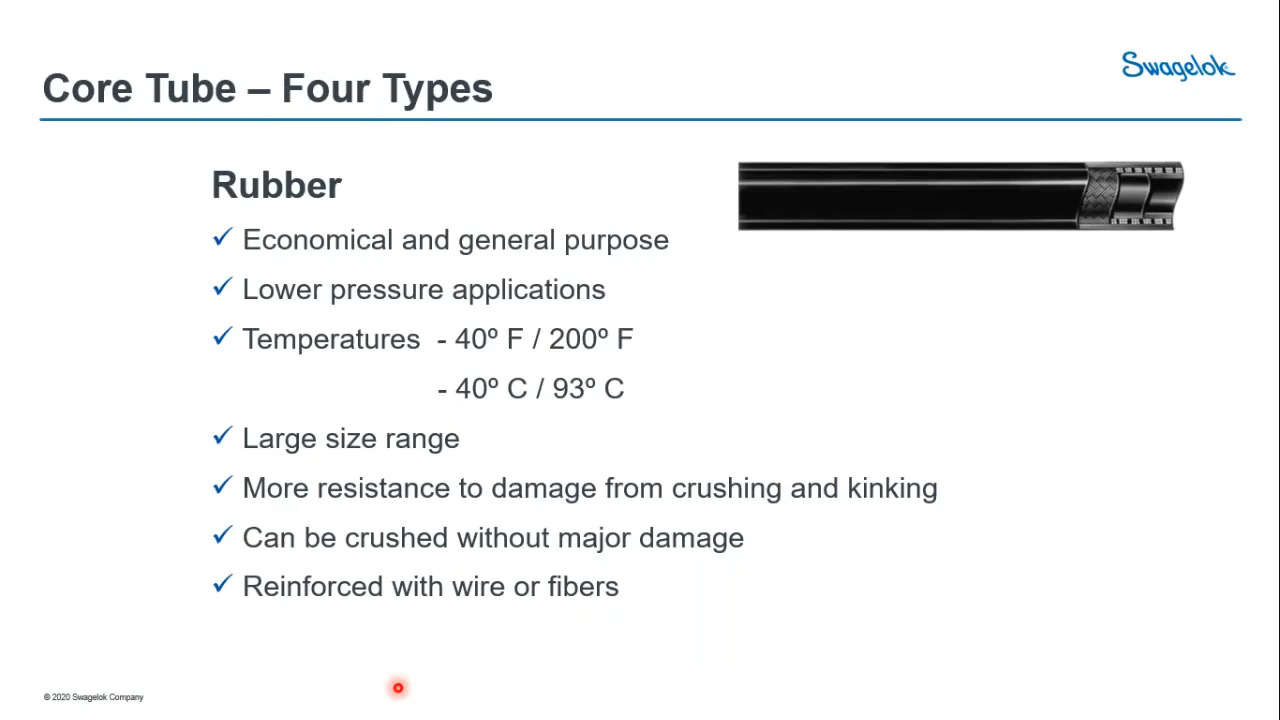 Swagelok
Core Tube – Four Types
Rubber
✓ Economical and general purpose
✓ Lower pressure applications
✓ Temperatures - 40º F / 200º F
- 40º C / 93º C
✓ Large size range
✓ More resistance to damage from crushing and kinking
✓ Can be crushed without major damage
✓ Reinforced with wire or fibers
© 2020 Swagelok Company